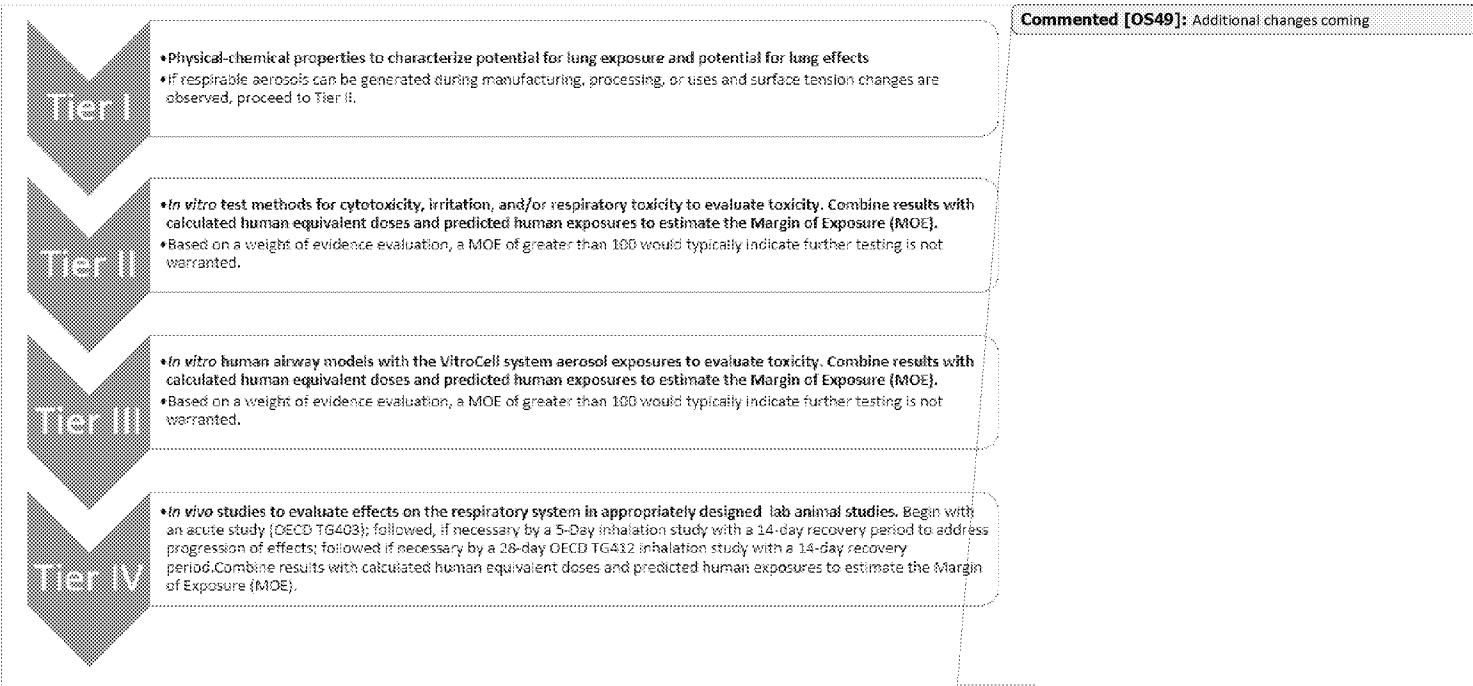 Commented [OS49]: Additional changes coming
Tier I
•Physical-chemical properties to characterize potential for lung exposure and potential for lung effects
•If respirable aerosols can be generated during manufacturing, processing, or uses and surface tension changes are
observed, proceed to Tier II.
Tier II
•In vitro test methods for cytotoxicity, irritation, and/or respiratory toxicity to evaluate toxicity. Combine results with
calculated human equivalent doses and predicted human exposures to estimate the Margin of Exposure (MOE).
•Based on a weight of evidence evaluation, a MOE of greater than 100 would typically indicate further testing is not
warranted.
Tier III
•In vitro human airway models with the VitroCell system aerosol exposures to evaluate toxicity. Combine results with
calculated human equivalent doses and predicted human exposures to estimate the Margin of Exposure (MOE).
•Based on a weight of evidence evaluation, a MOE of greater than 100 would typically indicate further testing is not
warranted.
Tier IV
•In vivo studies to evaluate effects on the respiratory system in appropriately designed lab animal studies. Begin with
an acute study (OECD TG403); followed, if necessary by a 5-Day inhalation study with a 14-day recovery period to address
progression of effects; followed if necessary by a 28-day OECD TG412 inhalation study with a 14-day recovery
period.Combine results with calculated human equivalent doses and predicted human exposures to estimate the Margin
of Exposure (MOE).